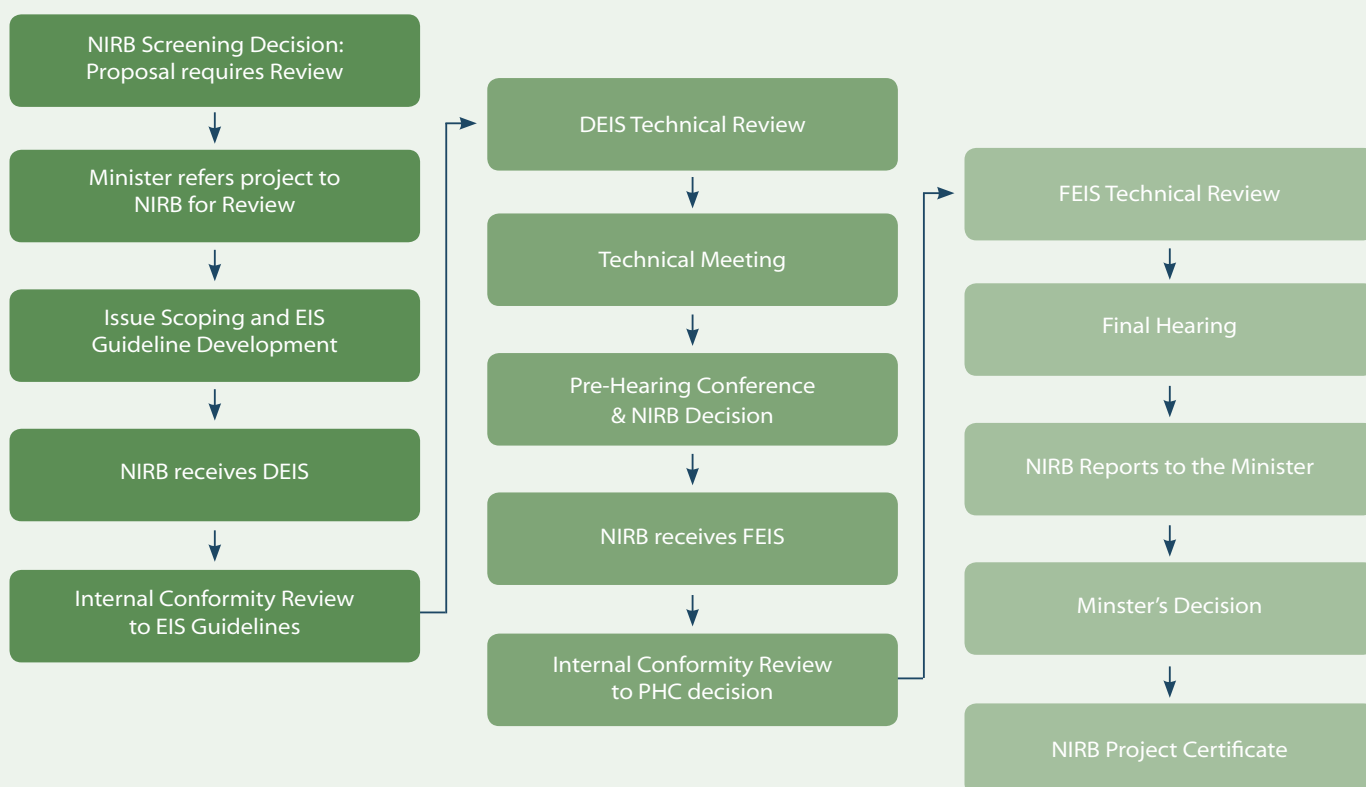 NIRB Screening Decision:
Proposal requires Review
Minister refers project to
NIRB for Review
Issue Scoping and EIS
Guideline Development
NIRB receives DEIS
Internal Conformity Review
to EIS Guidelines
DEIS Technical Review
Technical Meeting
Pre-Hearing Conference
& NIRB Decision
NIRB receives FEIS
Internal Conformity Review
to PHC decision
FEIS Technical Review
Final Hearing
NIRB Reports to the Minister
Minster’s Decision
NIRB Project Certificate